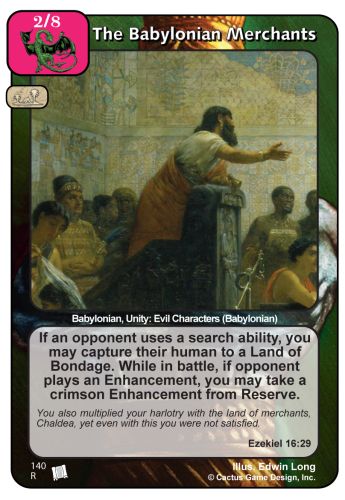 2/8
The Babylonian Merchants
Babylonian, Unity: Evil Characters (Babylonian)
If an opponent uses a search ability, you
may capture their human to a Land of
Bondage. While in battle, if opponent
plays an Enhancement, you may take a
crimson Enhancement from Reserve.
You also multiplied your harlotry with the land of merchants,
Chaldea, yet even with this you were not satisfied.
Ezekiel 16:29
140
R
Illus. Edwin Long
© Cactus Game Design, Inc.